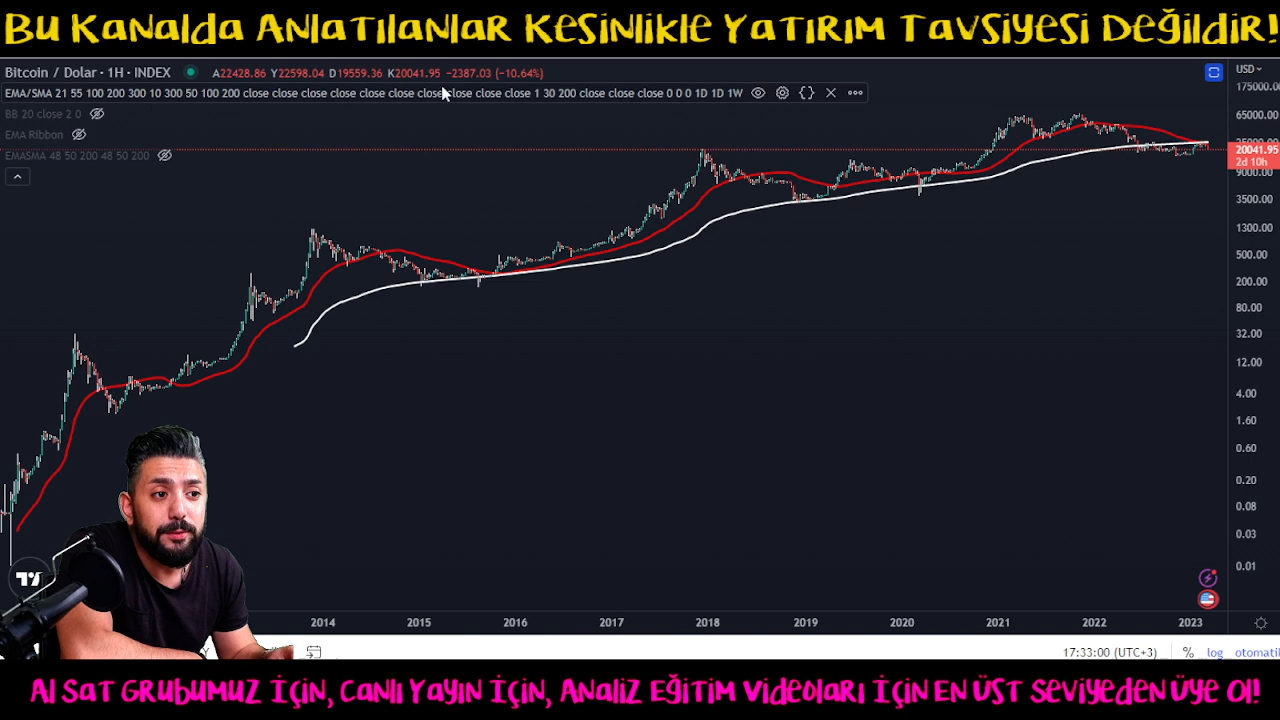 Bu Kanalda Anlatılanlar Kesinlikle Yatırım Tavsiyesi Değildir!
Bitcoin / Dolar · 1H · INDEX A22428.86 Y22598.04 D19559.36 K20041.95 −2387.03 (−10.64%) USD
175000.00
EMA/SMA 21 55 100 200 300 10 300 50 100 200 close close close close close close close close close close 1 30 200 close close close 0 0 0 1D 1D 1W
BB 20 close 2 0
65000.00
EMA Ribbon
EMASMA 48 50 200 48 50 200
20041.95
2d 10h
9000.00
3500.00
1300.00
500.00
200.00
80.00
32.00
12.00
4.00
1.60
0.60
0.20
0.08
0.03
0.01
2014 2015 2016 2017 2018 2019 2020 2021 2022 2023
17:33:00 (UTC+3) % log otomatik
Al Sat Grubumuz İçin, Canlı Yayın İçin, Analiz Eğitim Videoları İçin En Üst Seviyeden Üye Ol!